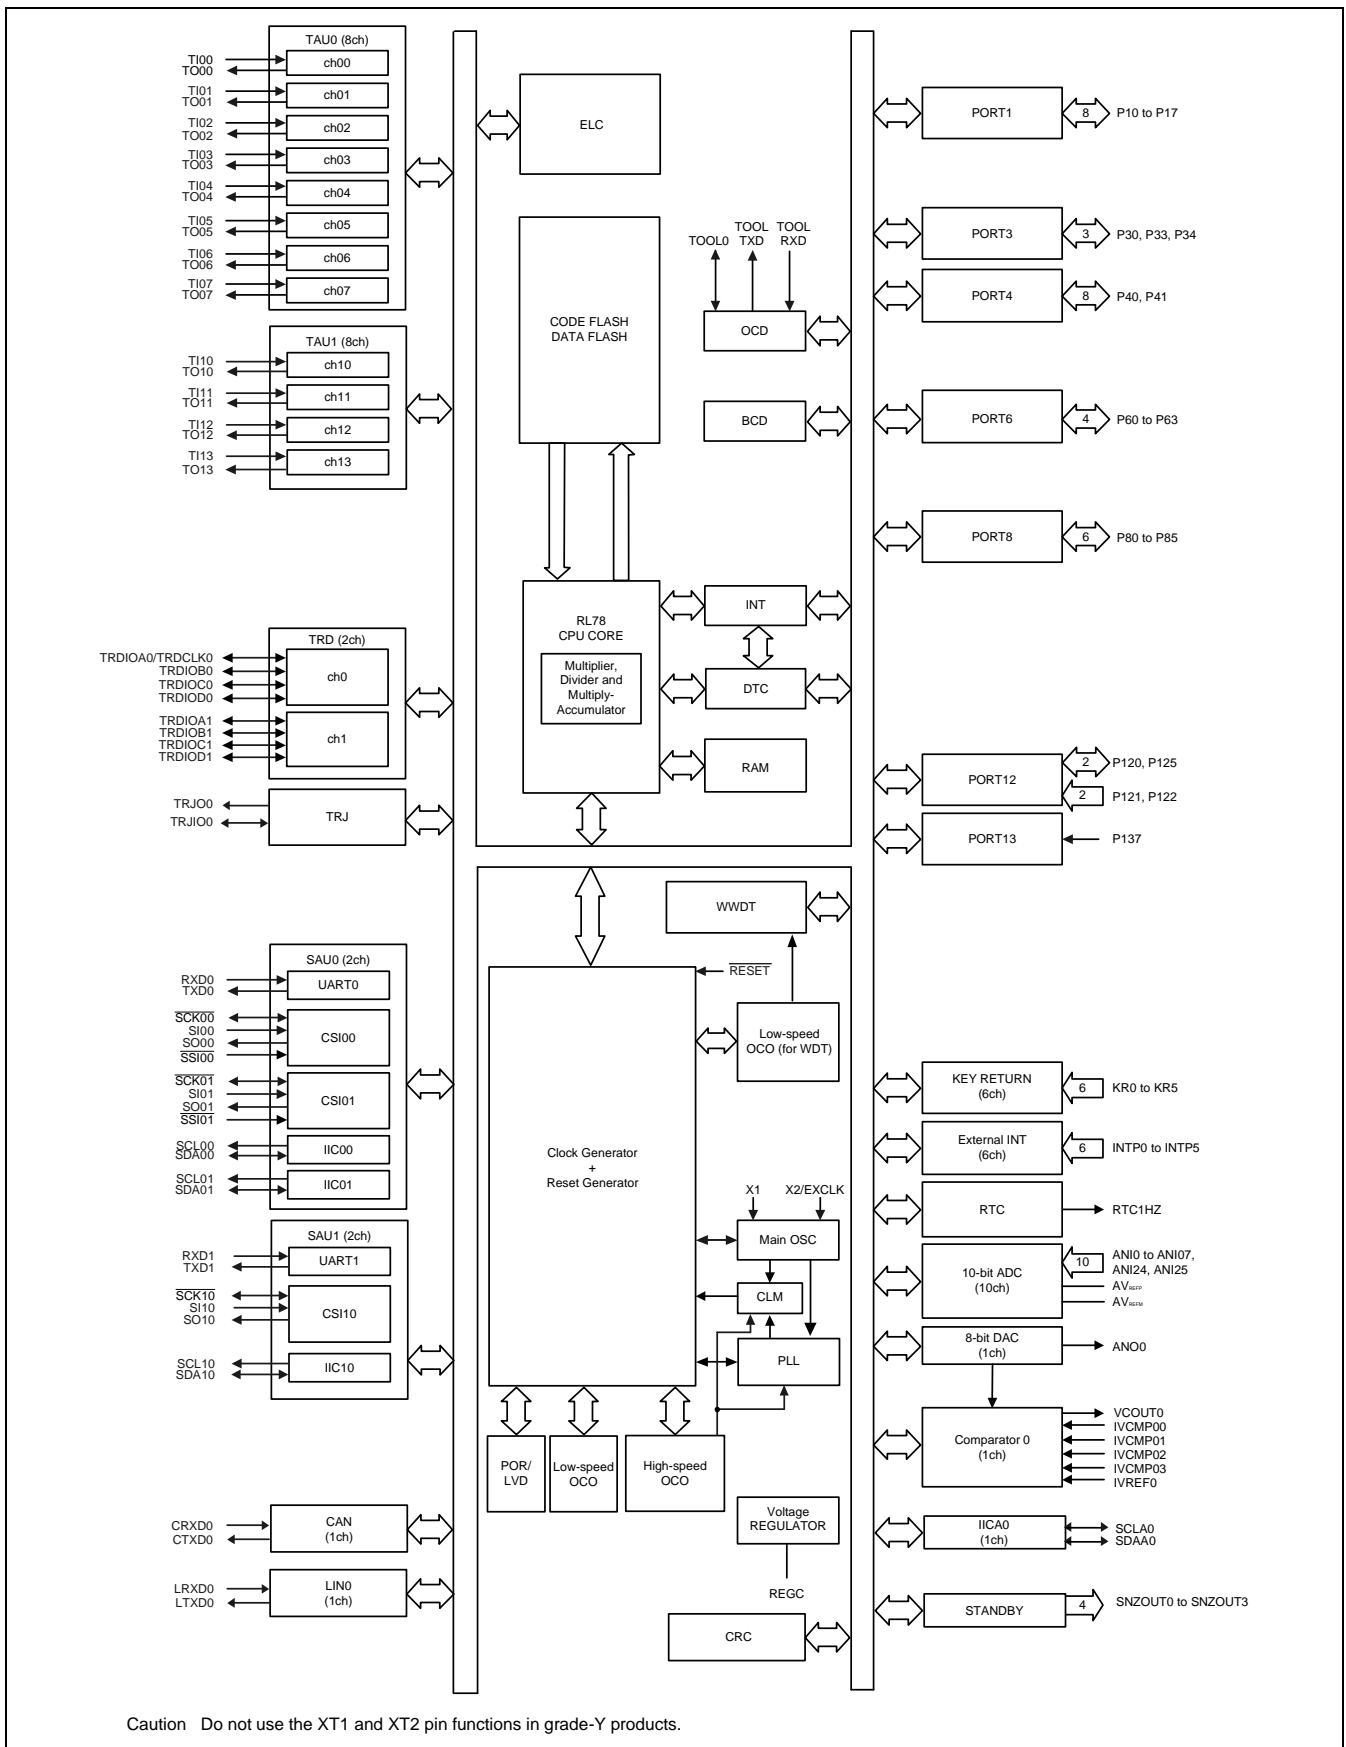 TAU0 (8ch)
TI00
TO00
ch00
TI01
TO01
ch01
TI02
TO02
ch02
TI03
TO03
ch03
TI04
TO04
ch04
TI05
TO05
ch05
TI06
TO06
ch06
TI07
TO07
ch07
TAU1 (8ch)
TI10
TO10
ch10
TI11
TO11
ch11
TI12
TO12
ch12
TI13
TO13
ch13
TRD (2ch)
TRDIOA0/TRDCLK0
TRDIOB0
TRDIOC0
TRDIOD0
ch0
TRDIOA1
TRDIOB1
TRDIOC1
TRDIOD1
ch1
TRJO0
TRJIO0
TRJ
SAU0 (2ch)
RXD0
TXD0
UART0
SCK00
SI00
SO00
SSI00
CSI00
SCK01
SI01
SO01
SSI01
CSI01
SCL00
SDA00
IIC00
SCL01
SDA01
IIC01
SAU1 (2ch)
RXD1
TXD1
UART1
SCK10
SI10
SO10
CSI10
SCL10
SDA10
IIC10
CRXD0
CTXD0
CAN
(1ch)
LRXD0
LTXD0
LIN0
(1ch)
ELC
CODE FLASH
DATA FLASH
TOOL0
TOOL
TXD
TOOL
RXD
OCD
BCD
RL78
CPU CORE
Multiplier,
Divider and
Multiply-
Accumulator
INT
DTC
RAM
WWDT
RESET
Low-speed
OCO (for WDT)
Clock Generator
+
Reset Generator
X1
X2/EXCLK
Main OSC
CLM
PLL
POR/
LVD
Low-speed
OCO
High-speed
OCO
Voltage
REGULATOR
REGC
CRC
PORT1
8
P10 to P17
PORT3
3
P30, P33, P34
PORT4
8
P40, P41
PORT6
4
P60 to P63
PORT8
6
P80 to P85
PORT12
2
P120, P125
2
P121, P122
PORT13
P137
KEY RETURN
(6ch)
6
KR0 to KR5
External INT
(6ch)
6
INTP0 to INTP5
RTC
RTC1HZ
10-bit ADC
(10ch)
10
ANI0 to ANI07,
ANI24, ANI25
AVREFP
AVREFM
8-bit DAC
(1ch)
ANO0
Comparator 0
(1ch)
VCOUT0
IVCMP00
IVCMP01
IVCMP02
IVCMP03
IVREF0
IICA0
(1ch)
SCLA0
SDAA0
STANDBY
4
SNZOUT0 to SNZOUT3
Caution Do not use the XT1 and XT2 pin functions in grade-Y products.